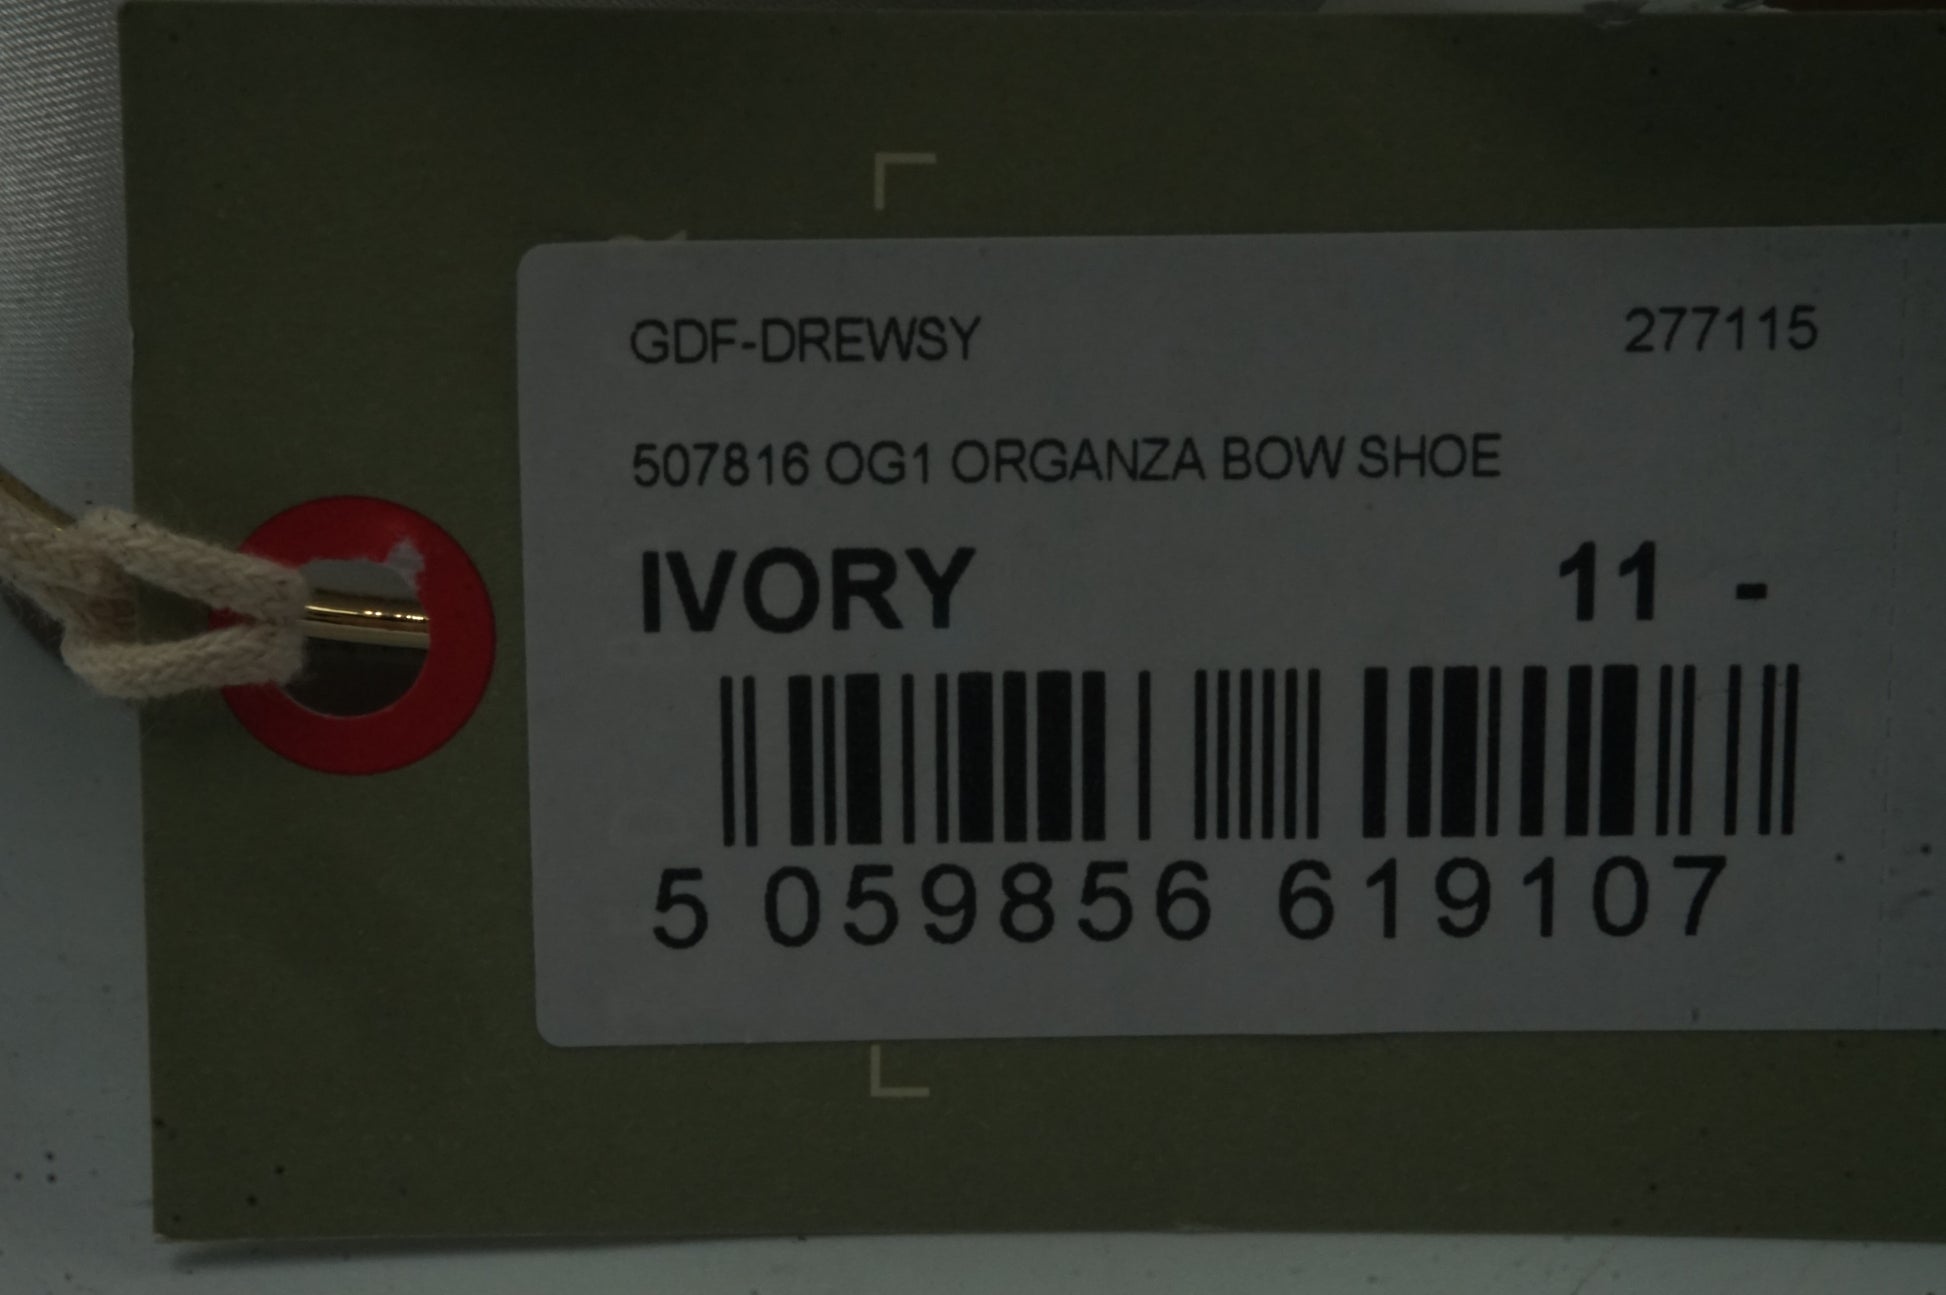 GDF-DREWSY 277115
507816 OG1 ORGANZA BOW SHOE
IVORY 11 -
5 059856 619107